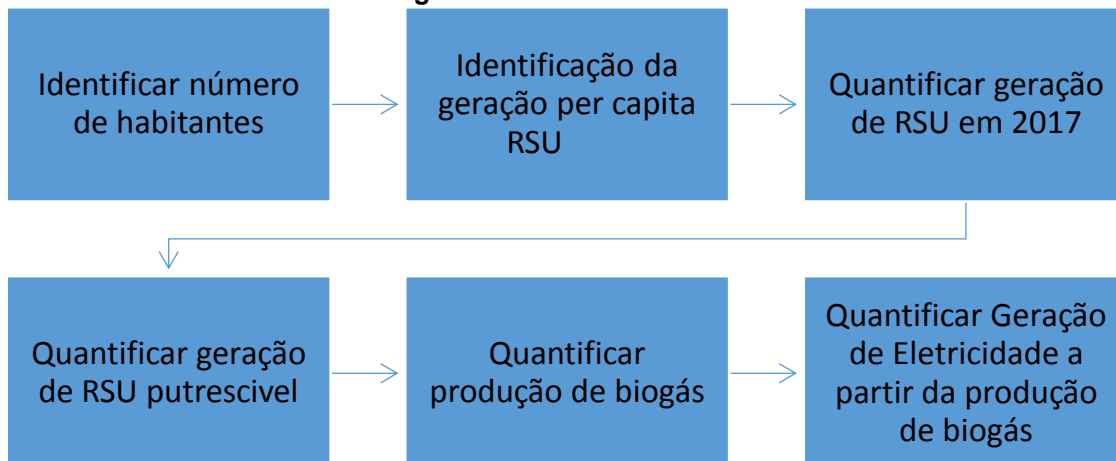 Identificar número
de habitantes
Identificação da
geração per capita
RSU
Quantificar geração
de RSU em 2017
Quantificar geração
de RSU putrescivel
Quantificar
produção de biogás
Quantificar Geração
de Eletricidade a
partir da produção
de biogás